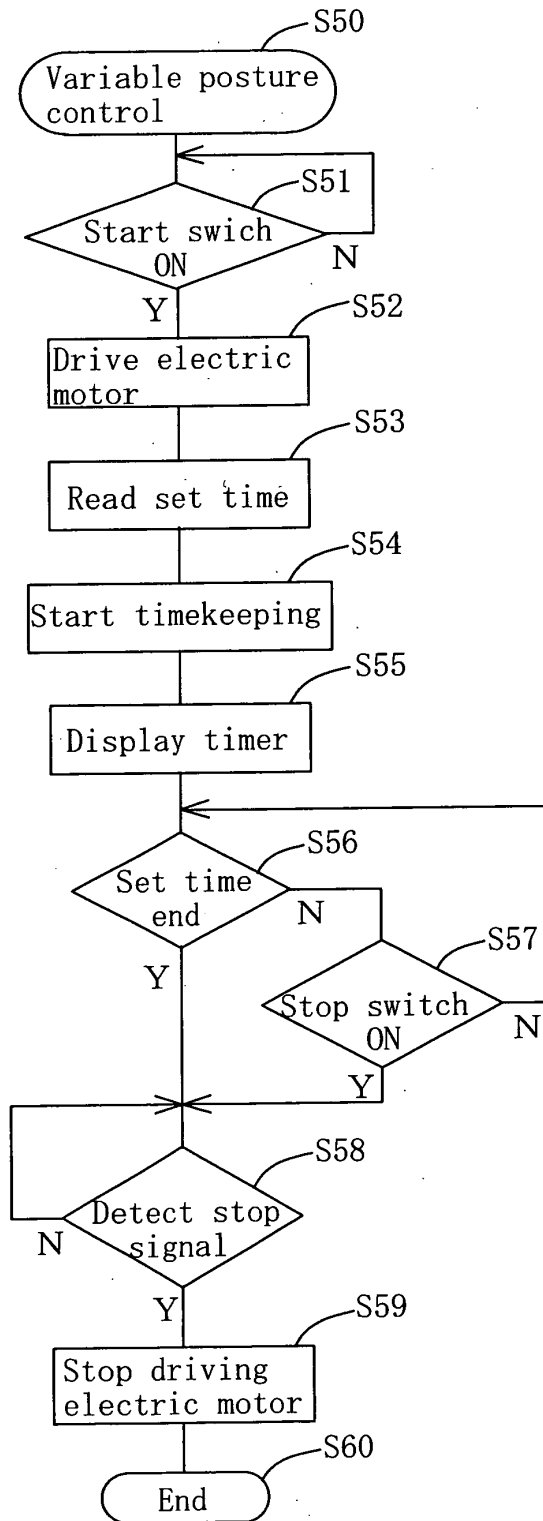 S50
Variable posture
control
S51
Start swich
ON
N
Y
S52
Drive electric
motor
S53
Read set time
S54
Start timekeeping
S55
Display timer
S56
Set time
end
N
Y
S57
Stop switch
ON
N
Y
S58
Detect stop
signal
N
Y
S59
Stop driving
electric motor
S60
End